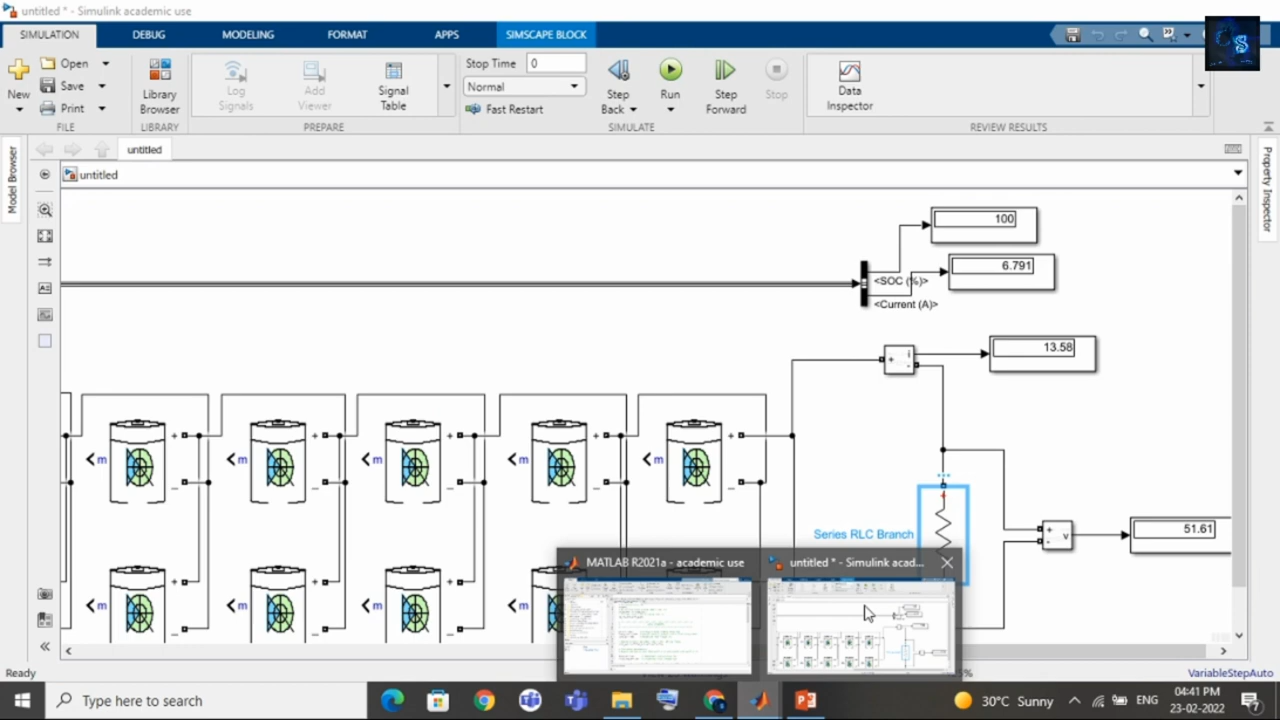 untitled * - Simulink academic use
SIMULATION DEBUG MODELING FORMAT APPS SIMSCAPE BLOCK
S
New
Open
Save
Print
FILE
Library Browser
LIBRARY
Log Signals
Add Viewer
Signal Table
PREPARE
Stop Time 0
Normal
Fast Restart
Step Back
Run
Step Forward
Stop
SIMULATE
Data Inspector
REVIEW RESULTS
Model Browser
untitled
untitled
Property Inspector
100
<SOC (%)>
6.791
<Current (A)>
+ i -
13.58
+ m + m + m + m + m
Series RLC Branch
+
+ v -
51.61
MATLAB R2021a - academic use
untitled * - Simulink acad...
+ m + m + m + m
Ready
VariableStepAuto
Type here to search
30°C Sunny
ENG
04:41 PM
23-02-2022
7